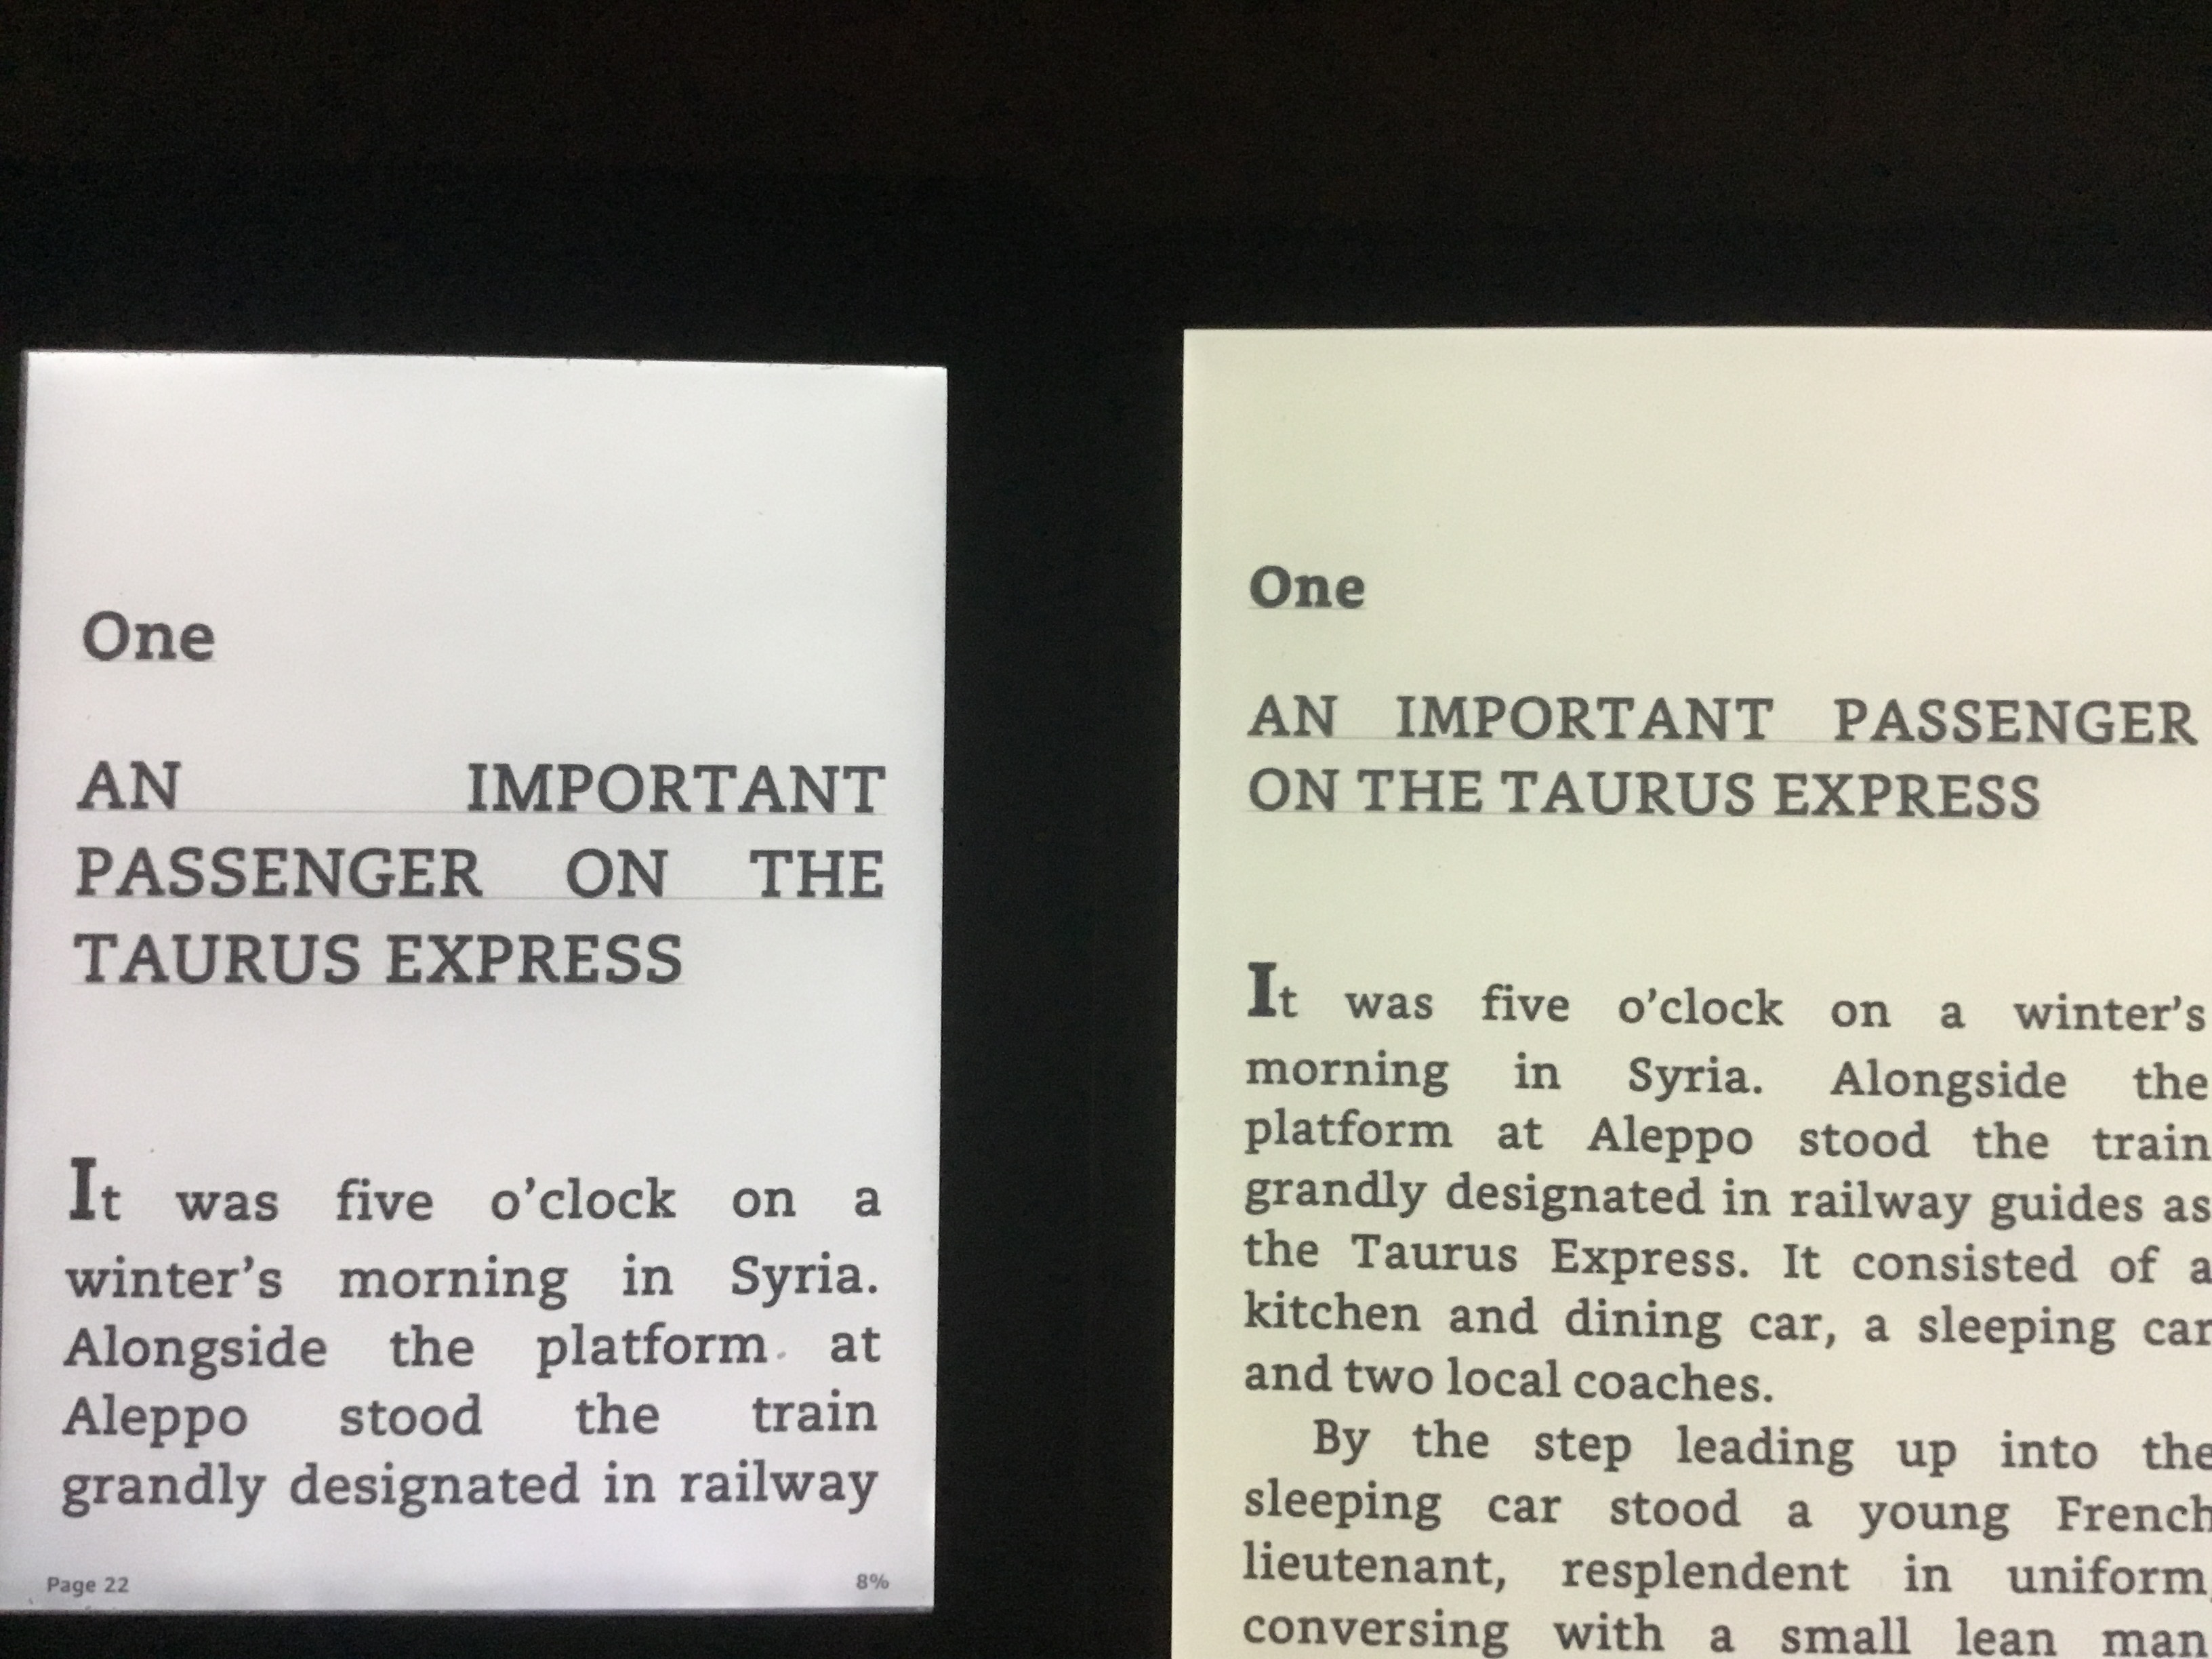 One
AN IMPORTANT
PASSENGER ON THE
TAURUS EXPRESS
It was five o'clock on a
winter's morning in Syria.
Alongside the platform at
Aleppo stood the train
grandly designated in railway
Page 22 8%
One
AN IMPORTANT PASSENGER
ON THE TAURUS EXPRESS
It was five o'clock on a winter's
morning in Syria. Alongside the
platform at Aleppo stood the train
grandly designated in railway guides as
the Taurus Express. It consisted of a
kitchen and dining car, a sleeping car
and two local coaches.
By the step leading up into the
sleeping car stood a young French
lieutenant, resplendent in uniform,
conversing with a small lean man